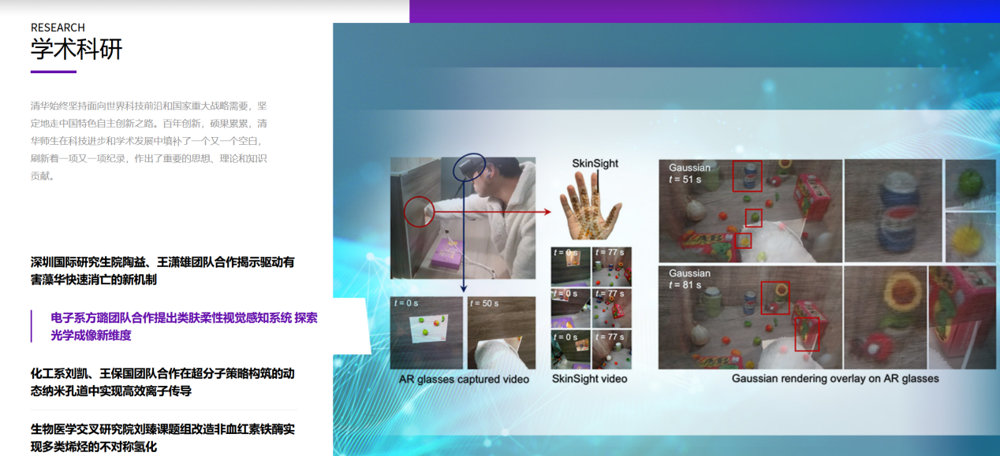 RESEARCH
学术科研
清华始终坚持面向世界科技前沿和国家重大战略需要，坚
定地走中国特色自主创新之路。百年创新，硕果累累，清
华师生在科技进步和学术发展中填补了一个又一个空白，
刷新着一项又一项纪录，作出了重要的思想、理论和知识
贡献。
深圳国际研究生院陶益、王潇雄团队合作揭示驱动有
害藻华快速消亡的新机制
电子系方璐团队合作提出类肤柔性视觉感知系统 探索
光学成像新维度
化工系刘凯、王保国团队合作在超分子策略构筑的动
态纳米孔道中实现高效离子传导
生物医学交叉研究院刘臻课题组改造非血红素铁酶实
现多类烯烃的不对称氢化
SkinSight
t = 0 s
t = 50 s
AR glasses captured video
t = 0 s
t = 77 s
t = 0 s
t = 77 s
t = 0 s
t = 77 s
SkinSight video
Gaussian
t = 51 s
Gaussian
t = 81 s
Gaussian rendering overlay on AR glasses